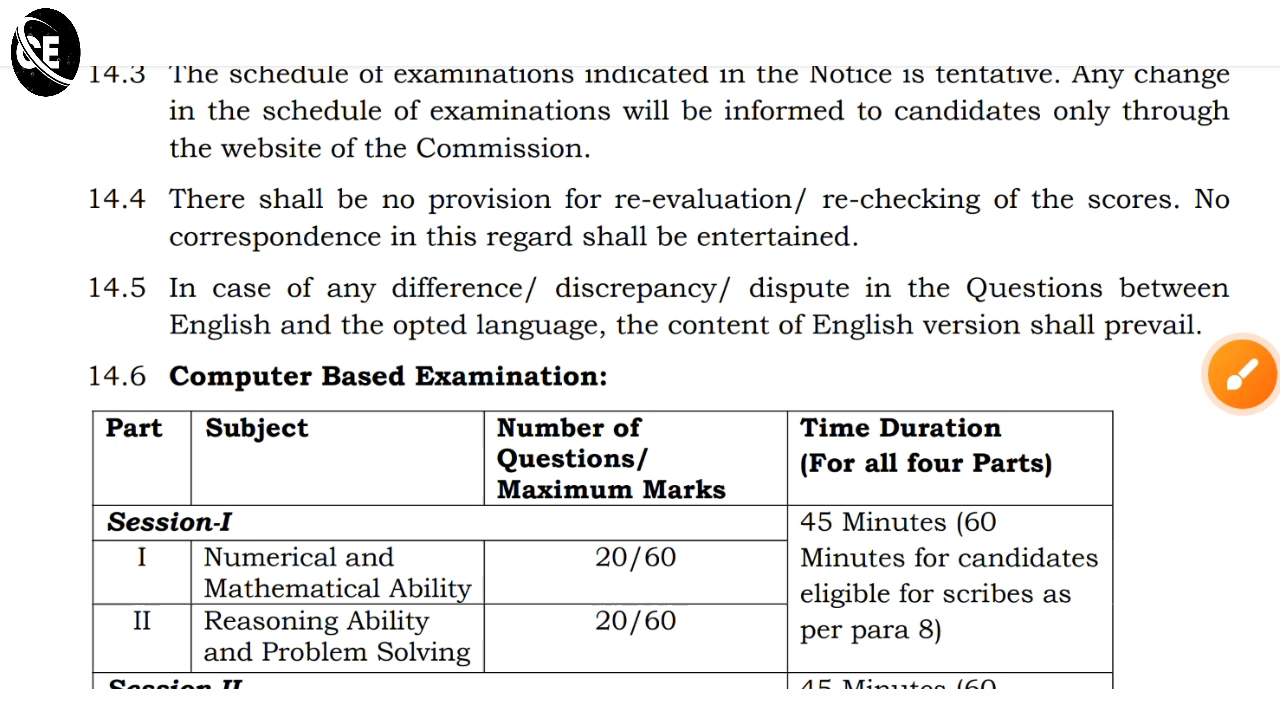 CE
14.3 The schedule of examinations indicated in the Notice is tentative. Any change
in the schedule of examinations will be informed to candidates only through
the website of the Commission.
14.4 There shall be no provision for re-evaluation/ re-checking of the scores. No
correspondence in this regard shall be entertained.
14.5 In case of any difference/ discrepancy/ dispute in the Questions between
English and the opted language, the content of English version shall prevail.
14.6 Computer Based Examination:
Part Subject Number of Questions/ Maximum Marks Time Duration (For all four Parts)
Session-I 45 Minutes (60 Minutes for candidates eligible for scribes as per para 8)
I Numerical and Mathematical Ability 20/60
II Reasoning Ability and Problem Solving 20/60
Session-II 45 Minutes (60